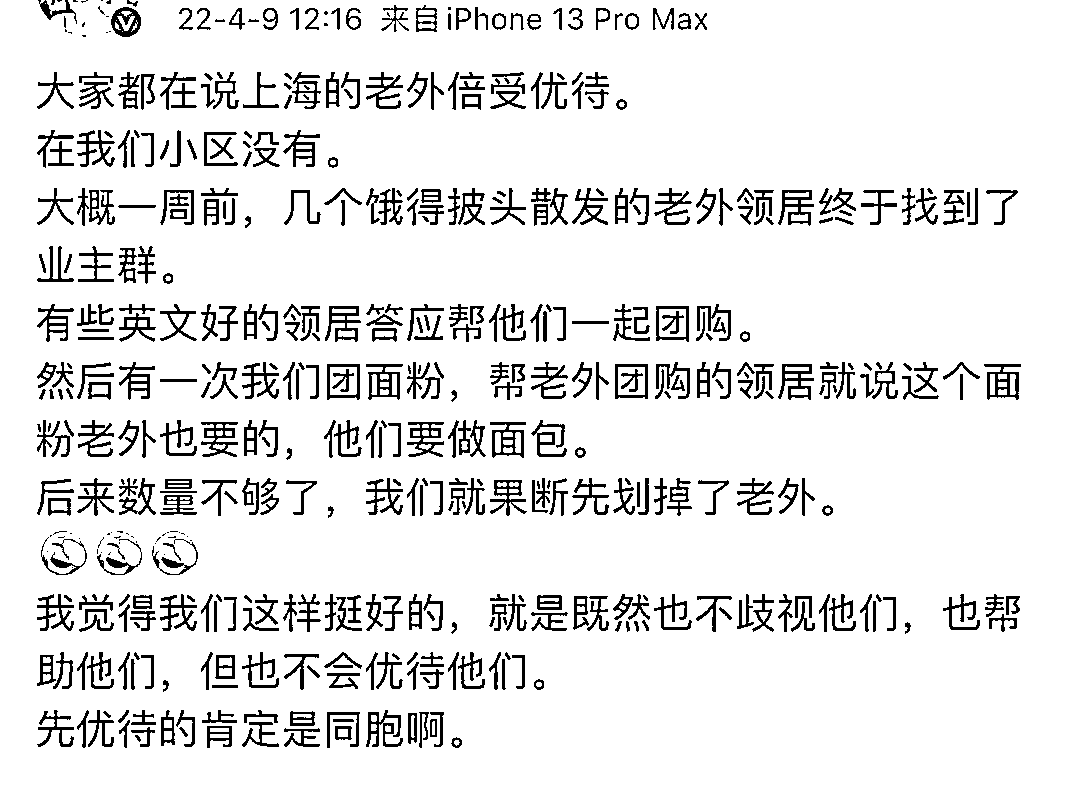 22-4-9 12:16 来自 iPhone 13 Pro Max
大家都在说上海的老外倍受优待。
在我们小区没有。
大概一周前，几个饿得披头散发的老外领居终于找到了
业主群。
有些英文好的领居答应帮他们一起团购。
然后有一次我们团面粉，帮老外团购的领居就说这个面
粉老外也要的，他们要做面包。
后来数量不够了，我们就果断先划掉了老外。
我觉得我们这样挺好的，就是既然也不歧视他们，也帮
助他们，但也不会优待他们。
先优待的肯定是同胞啊。